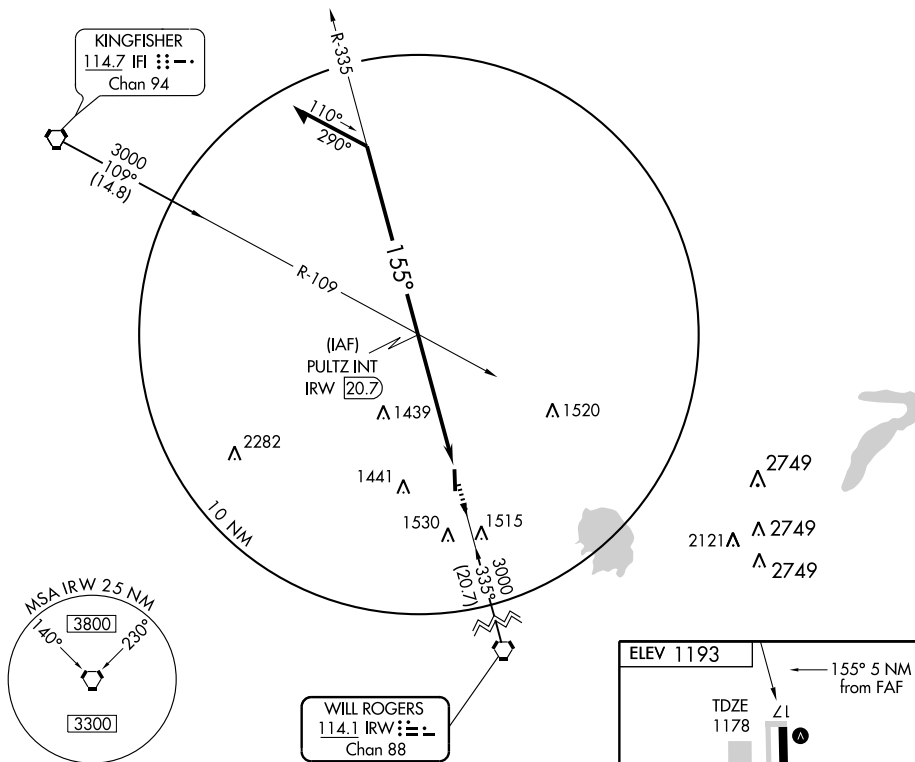 KINGFISHER
114.7 IFI
Chan 94
R-335
110°
290°
3000
109°
(14.8)
155°
R-109
(IAF)
PULTZ INT
IRW 20.7
1439
1520
2282
1441
1530
1515
2749
2121
2749
2749
10 NM
3000
335°
(20.7)
MSA IRW 25 NM
3800
140°
230°
3300
WILL ROGERS
114.1 IRW
Chan 88
ELEV 1193
155° 5 NM
from FAF
TDZE
1178
17
V